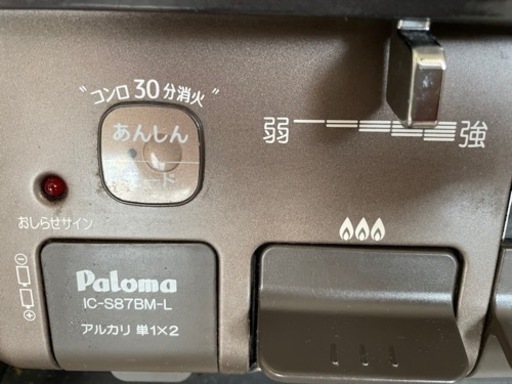 "コンロ30分消火"
あんしん
弱 強
おしらせサイン
Paloma
IC-S87BM-L
アルカリ 単1×2